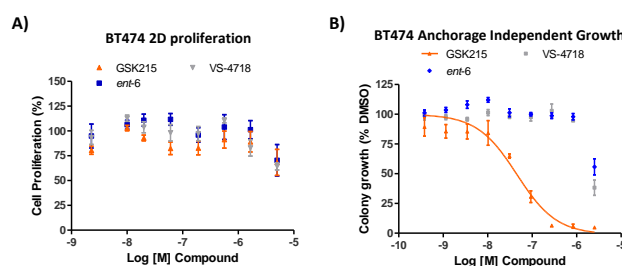 A)
BT474 2D proliferation
GSK215
VS-4718
ent-6
Cell Proliferation (%)
150
125
100
75
50
25
0
-9
-8
-7
-6
-5
Log [M] Compound
B)
BT474 Anchorage Independent Growth
GSK215
VS-4718
ent-6
Colony growth (% DMSO)
125
100
75
50
25
0
-10
-9
-8
-7
-6
-5
Log [M] Compound